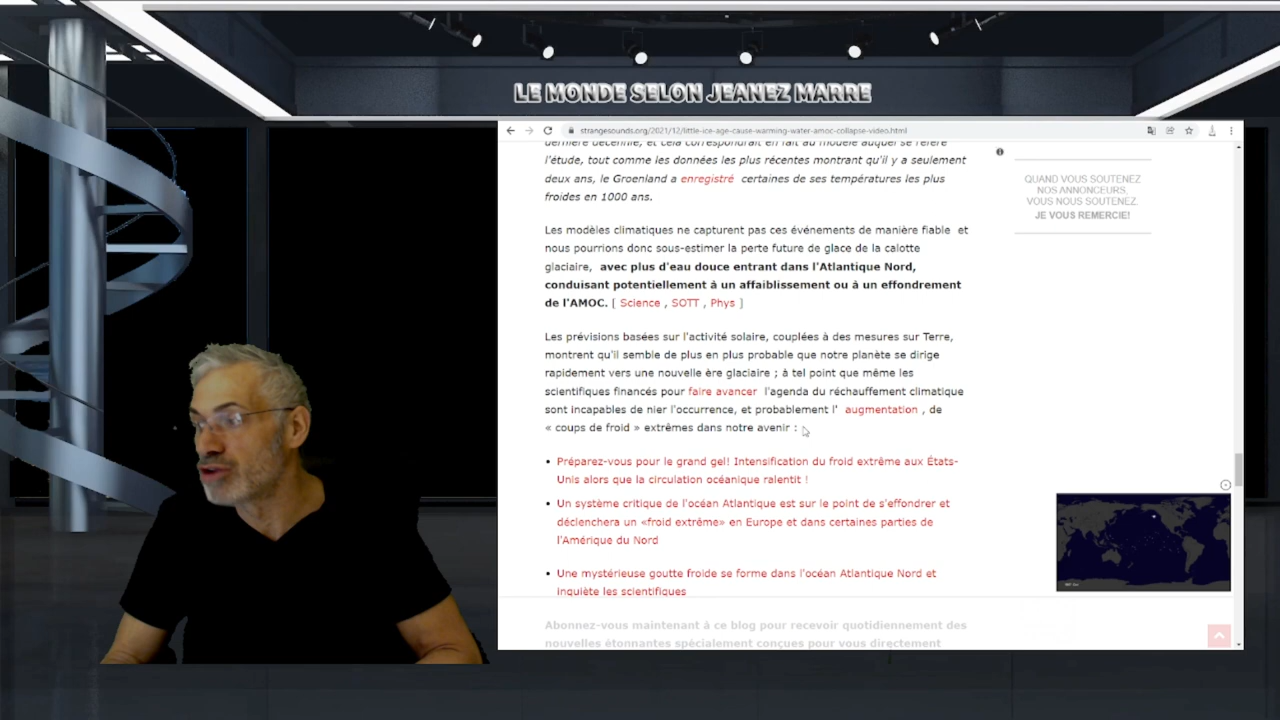 LE MONDE SELON JEANEZ MARRE
strangesounds.org/2021/12/little-ice-age-cause-warming-water-amoc-collapse-video.html
dernière décennie, et cela correspondrait en fait au modèle auquel se réfère
l'étude, tout comme les données les plus récentes montrant qu'il y a seulement
deux ans, le Groenland a enregistré certaines de ses températures les plus
froides en 1000 ans.
Les modèles climatiques ne capturent pas ces événements de manière fiable et
nous pourrions donc sous-estimer la perte future de glace de la calotte
glaciaire, avec plus d'eau douce entrant dans l'Atlantique Nord,
conduisant potentiellement à un affaiblissement ou à un effondrement
de l'AMOC. [ Science , SOTT , Phys ]
Les prévisions basées sur l'activité solaire, couplées à des mesures sur Terre,
montrent qu'il semble de plus en plus probable que notre planète se dirige
rapidement vers une nouvelle ère glaciaire ; à tel point que même les
scientifiques financés pour faire avancer l'agenda du réchauffement climatique
sont incapables de nier l'occurrence, et probablement l' augmentation , de
« coups de froid » extrêmes dans notre avenir :
• Préparez-vous pour le grand gel! Intensification du froid extrême aux États-
Unis alors que la circulation océanique ralentit !
• Un système critique de l'océan Atlantique est sur le point de s'effondrer et
déclenchera un «froid extrême» en Europe et dans certaines parties de
l'Amérique du Nord
• Une mystérieuse goutte froide se forme dans l'océan Atlantique Nord et
inquiète les scientifiques
Abonnez-vous maintenant à ce blog pour recevoir quotidiennement des
nouvelles étonnantes spécialement conçues pour vous directement
QUAND VOUS SOUTENEZ
NOS ANNONCEURS,
VOUS NOUS SOUTENEZ.
JE VOUS REMERCIE!